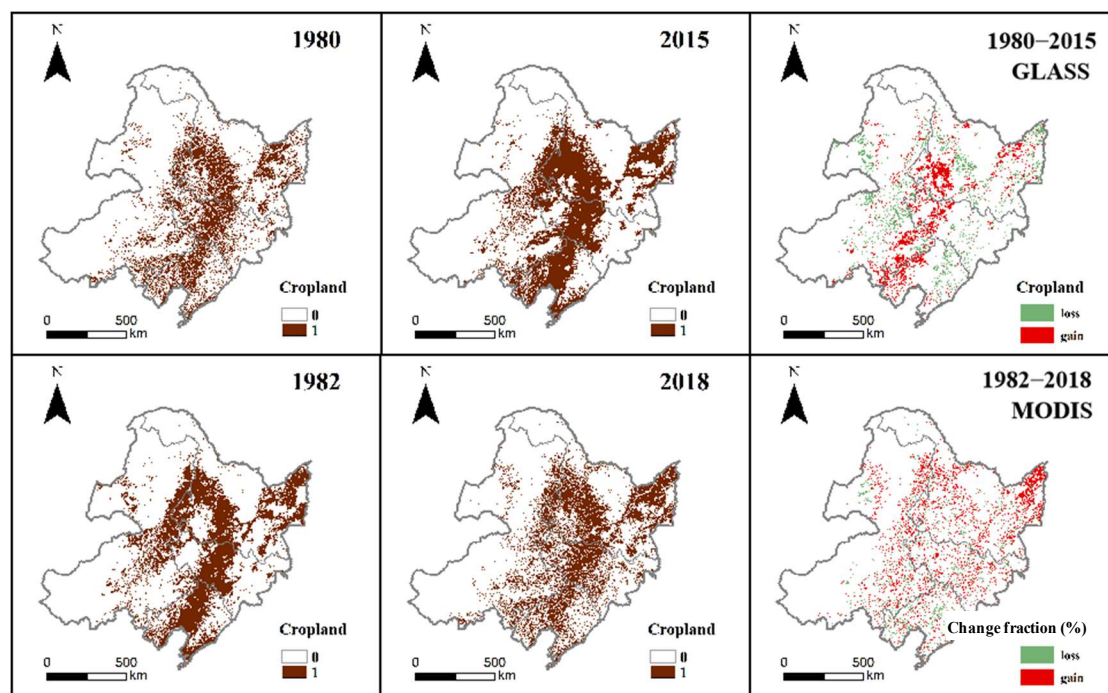 N
1980
Cropland
0
1
0 500
km
N
2015
Cropland
0
1
0 500
km
N
1980–2015
GLASS
Cropland
loss
gain
0 500
km
N
1982
Cropland
0
1
0 500
km
N
2018
Cropland
0
1
0 500
km
N
1982–2018
MODIS
Change fraction (%)
loss
gain
0 500
km